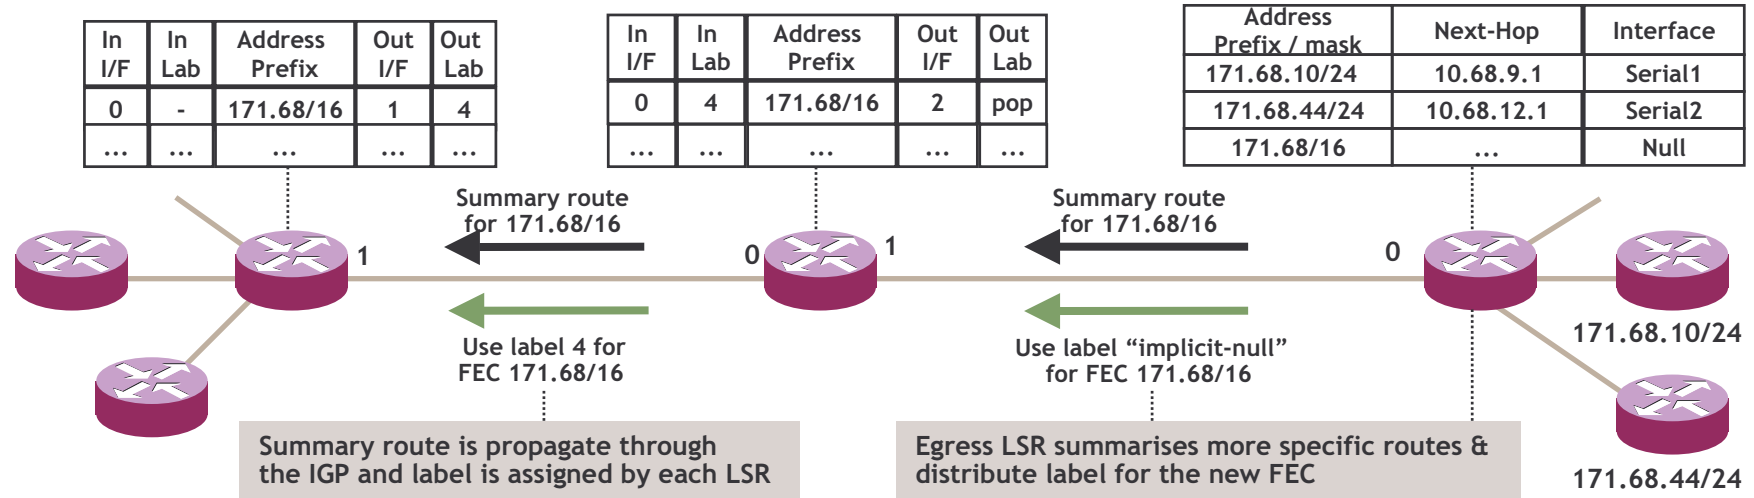 In In Address Out Out
I/F Lab Prefix I/F Lab
0 - 171.68/16 1 4
... ... ... ... ...
In In Address Out Out
I/F Lab Prefix I/F Lab
0 4 171.68/16 2 pop
... ... ... ... ...
Address
Prefix / mask Next-Hop Interface
171.68.10/24 10.68.9.1 Serial1
171.68.44/24 10.68.12.1 Serial2
171.68/16 ... Null
Summary route
for 171.68/16
Summary route
for 171.68/16
1
0
1
0
Use label 4 for
FEC 171.68/16
Use label “implicit-null”
for FEC 171.68/16
171.68.10/24
Summary route is propagate through
the IGP and label is assigned by each LSR
Egress LSR summarises more specific routes &
distribute label for the new FEC
171.68.44/24